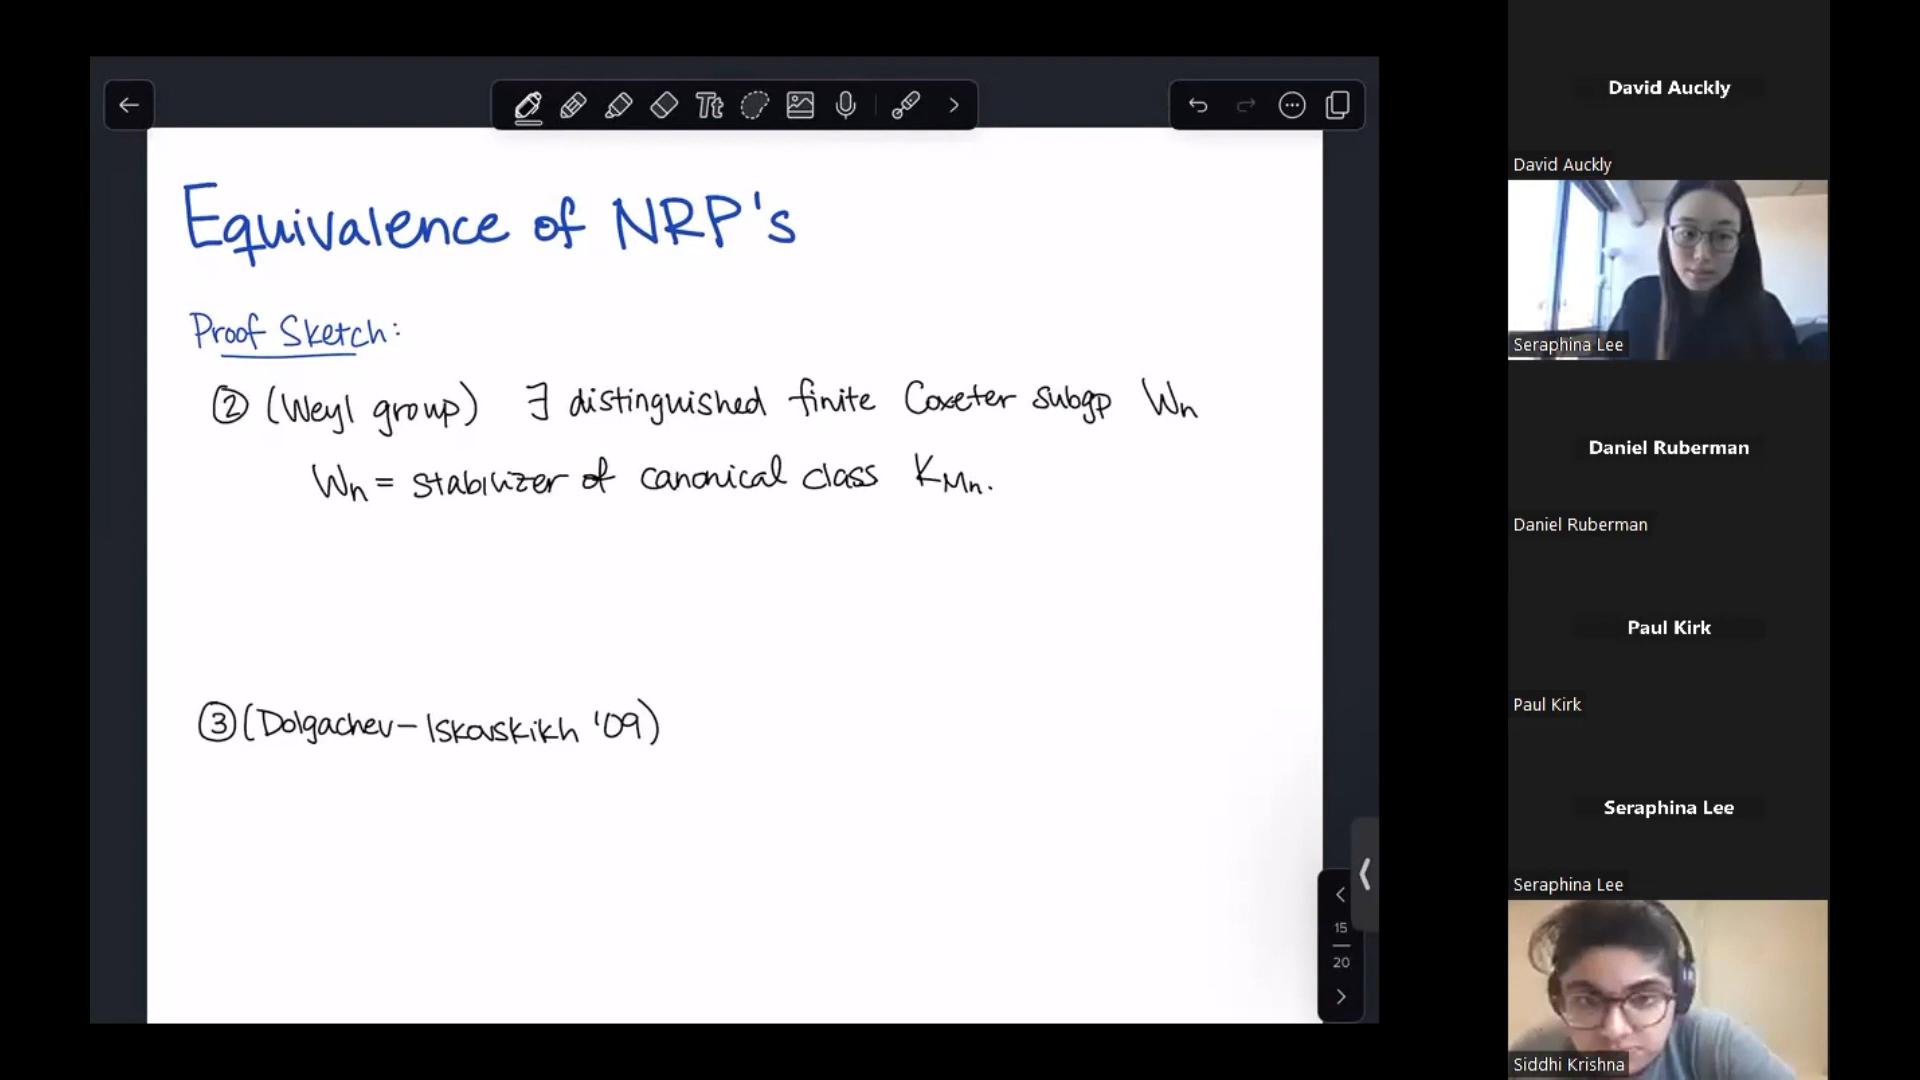 Equivalence of NRP's
Proof Sketch:
② (Weyl group) ∃ distinguished finite Coxeter subgp Wn
Wn = stabilizer of canonical class KMn.
③ (Dolgachev-Iskovskikh '09)
Tt
15
20
David Auckly
David Auckly
Seraphina Lee
Daniel Ruberman
Daniel Ruberman
Paul Kirk
Paul Kirk
Seraphina Lee
Seraphina Lee
Siddhi Krishna